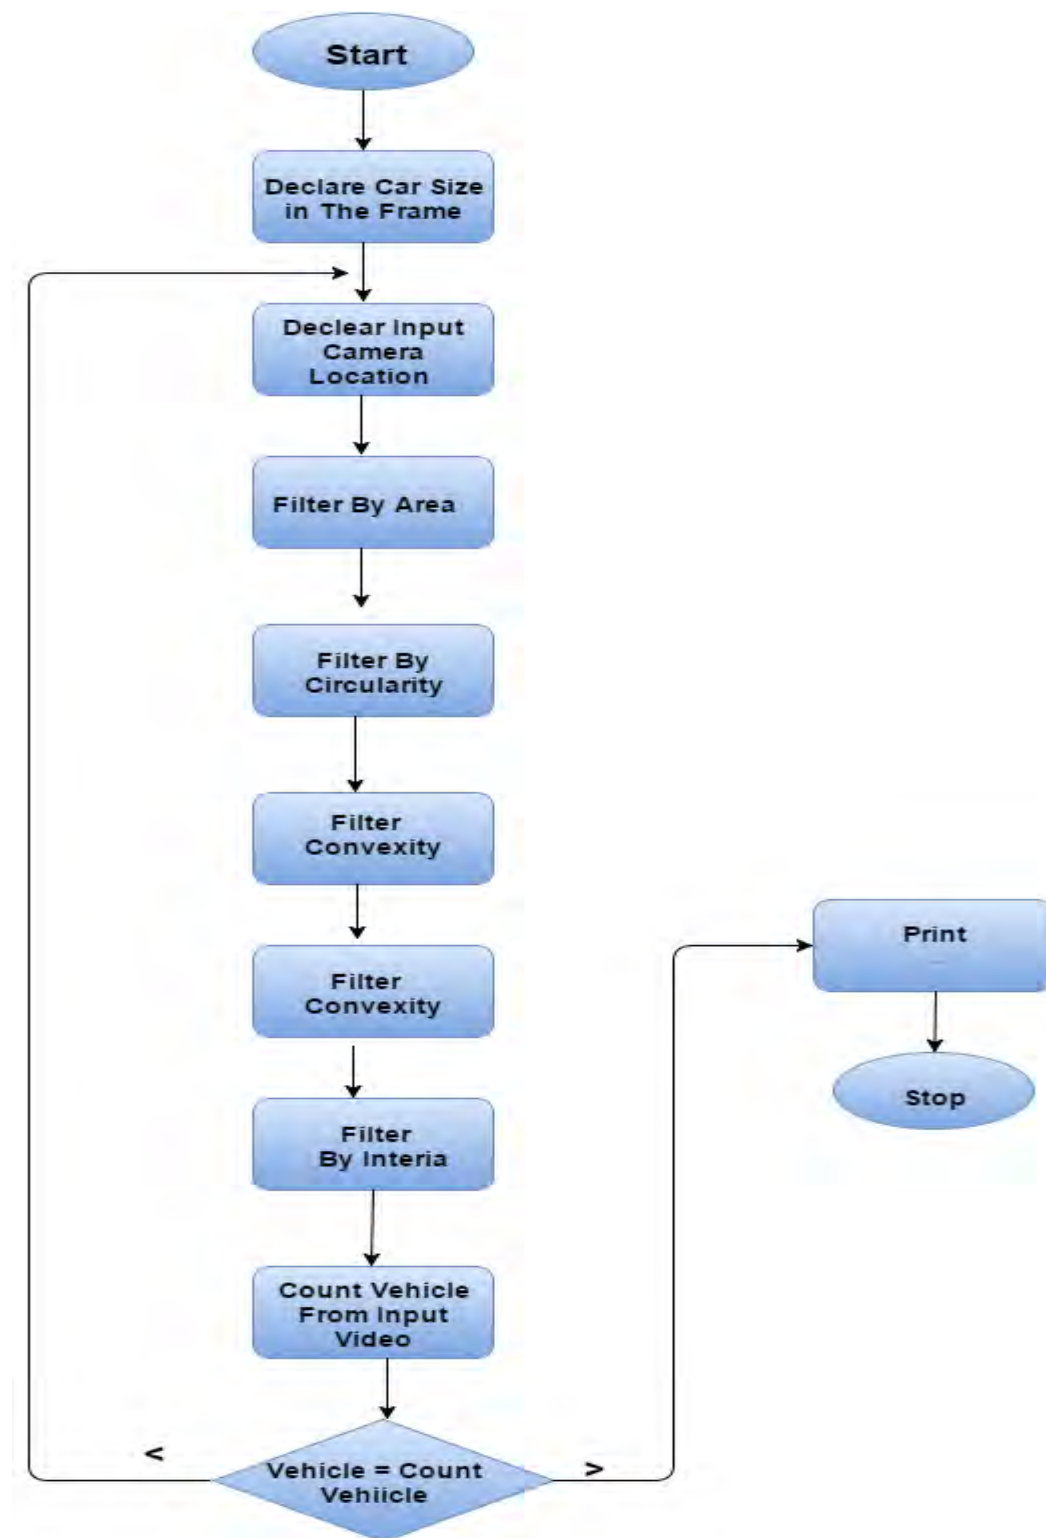 Start
Declare Car Size
in The Frame
Declear Input
Camera
Location
Filter By Area
Filter By
Circularity
Filter
Convexity
Filter
Convexity
Filter
By Interia
Count Vehicle
From Input
Video
<
Vehicle = Count
Vehiicle
>
Print
Stop